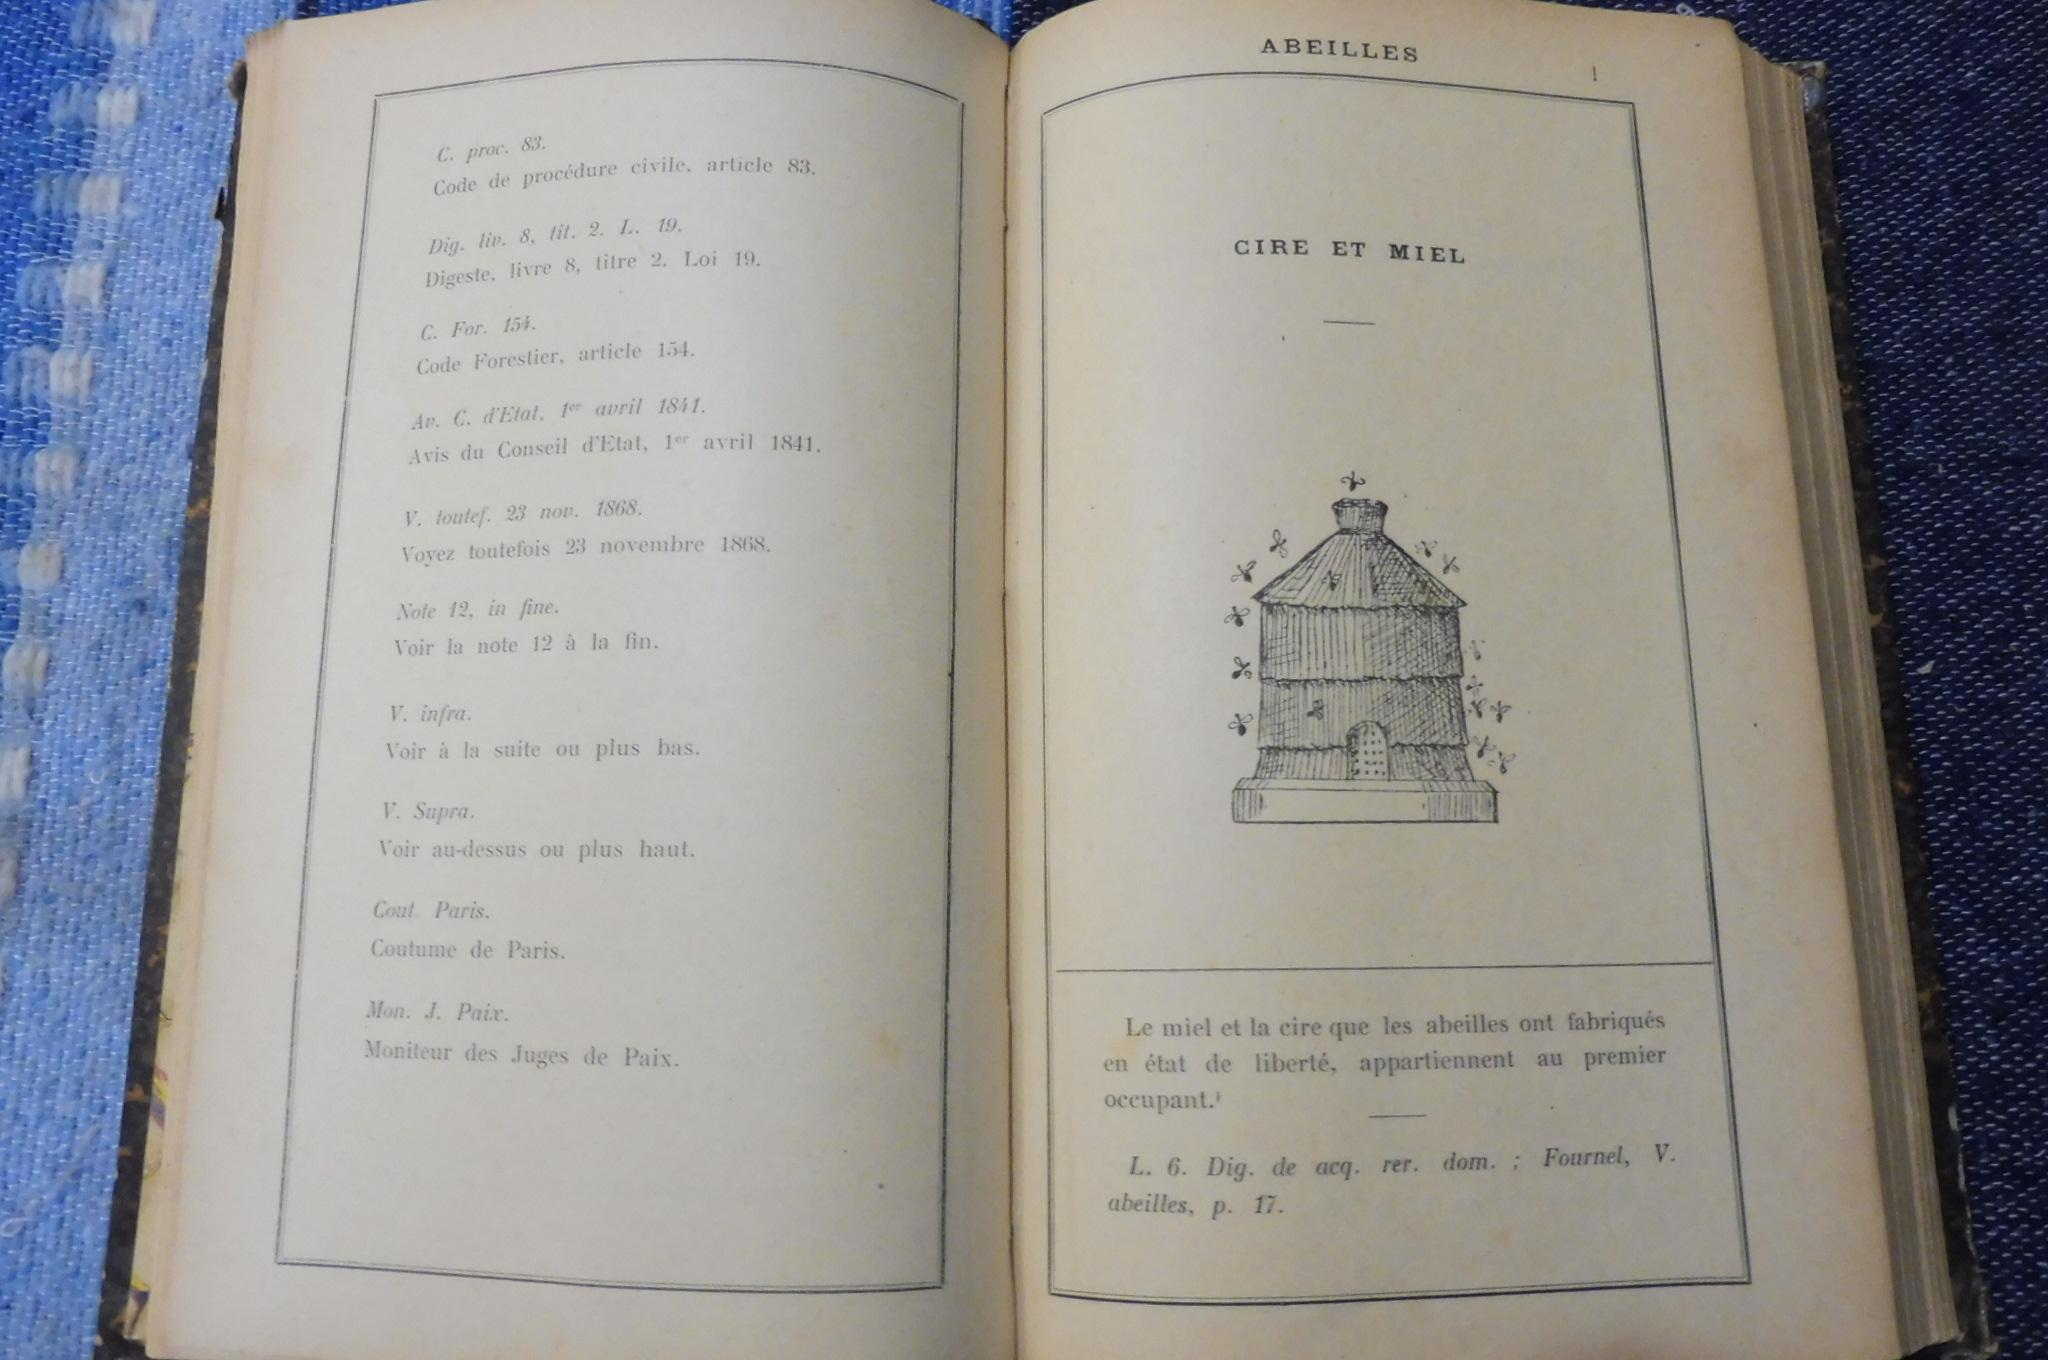 C. proc. 83.
Code de procédure civile, article 83.
Dig. liv. 8, tit. 2. L. 19.
Digeste, livre 8, titre 2. Loi 19.
C. For. 154.
Code Forestier, article 154.
Av. C. d'Etat, 1er avril 1841.
Avis du Conseil d'Etat, 1er avril 1841.
V. toutef. 23 nov. 1868.
Voyez toutefois 23 novembre 1868.
Note 12, in fine.
Voir la note 12 à la fin.
V. infra.
Voir à la suite ou plus bas.
V. Supra.
Voir au-dessus ou plus haut.
Cout. Paris.
Coutume de Paris.
Mon. J. Paix.
Moniteur des Juges de Paix.
ABEILLES
1
CIRE ET MIEL
Le miel et la cire que les abeilles ont fabriqués
en état de liberté, appartiennent au premier
occupant.¹
L. 6. Dig. de acq. rer. dom. ; Fournel, V.
abeilles, p. 17.